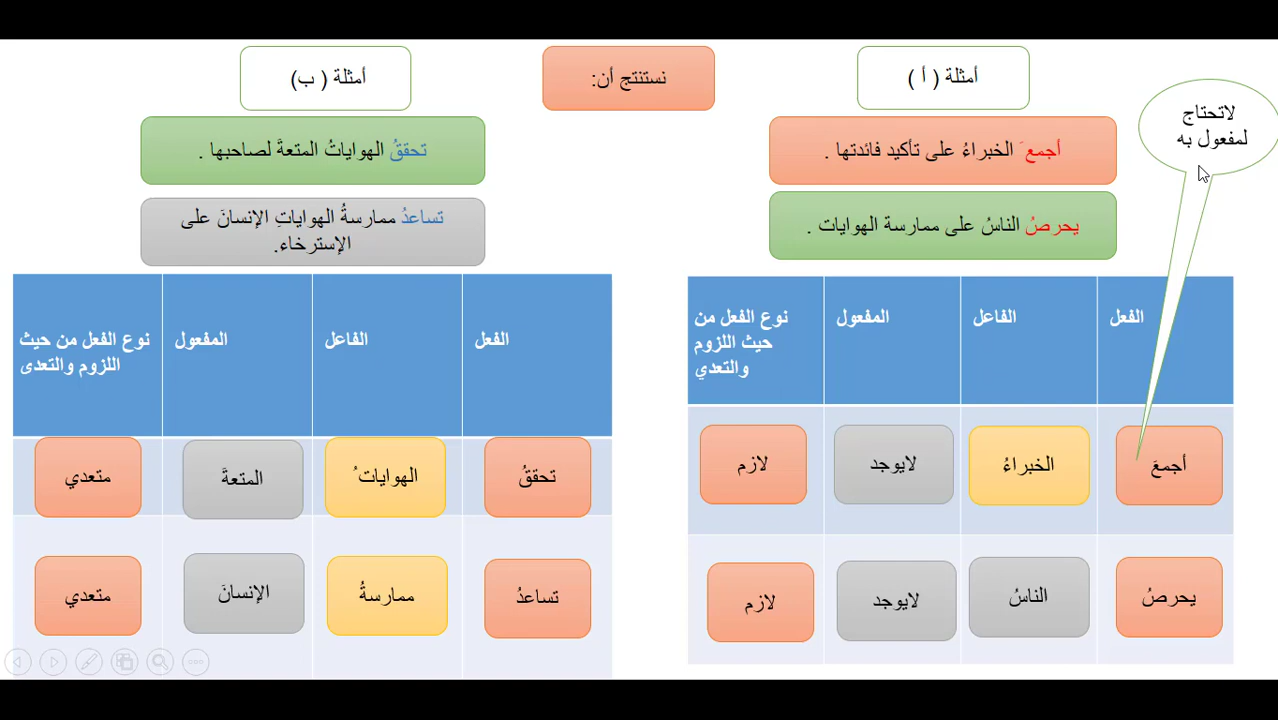 أمثلة ( أ )
نستنتج أن:
أمثلة ( ب)
لاتحتاج
لمفعول به
أجمعَ الخبراءُ على تأكيد فائدتها .
يحرصُ الناسُ على ممارسة الهوايات .
تحققُ الهواياتُ المتعةَ لصاحبها .
تساعدُ ممارسةُ الهواياتِ الإنسانَ على
الإسترخاء.
الفعل
الفاعل
المفعول
نوع الفعل من
حيث اللزوم
والتعدي
أجمعَ
الخبراءُ
لايوجد
لازم
يحرصُ
الناسُ
لايوجد
لازم
الفعل
الفاعل
المفعول
نوع الفعل من حيث
اللزوم والتعدى
تحققُ
الهوايات ُ
المتعةَ
متعدي
تساعدُ
ممارسةُ
الإنسانَ
متعدي